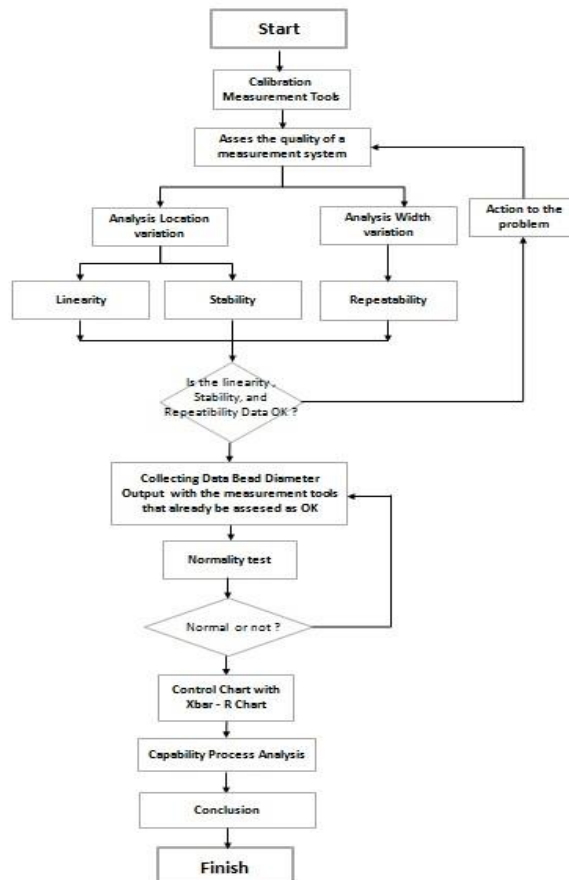 Start
Calibration
Measurement Tools
Asses the quality of a
measurement system
Analysis Location
variation
Analysis Width
variation
Action to the
problem
Linearity
Stability
Repeatability
Is the linearity,
Stability, and
Repeatibility Data OK ?
Collecting Data Bead Diameter
Output with the measurement tools
that already be assesed as OK
Normality test
Normal or not ?
Control Chart with
Xbar - R Chart
Capability Process Analysis
Conclusion
Finish